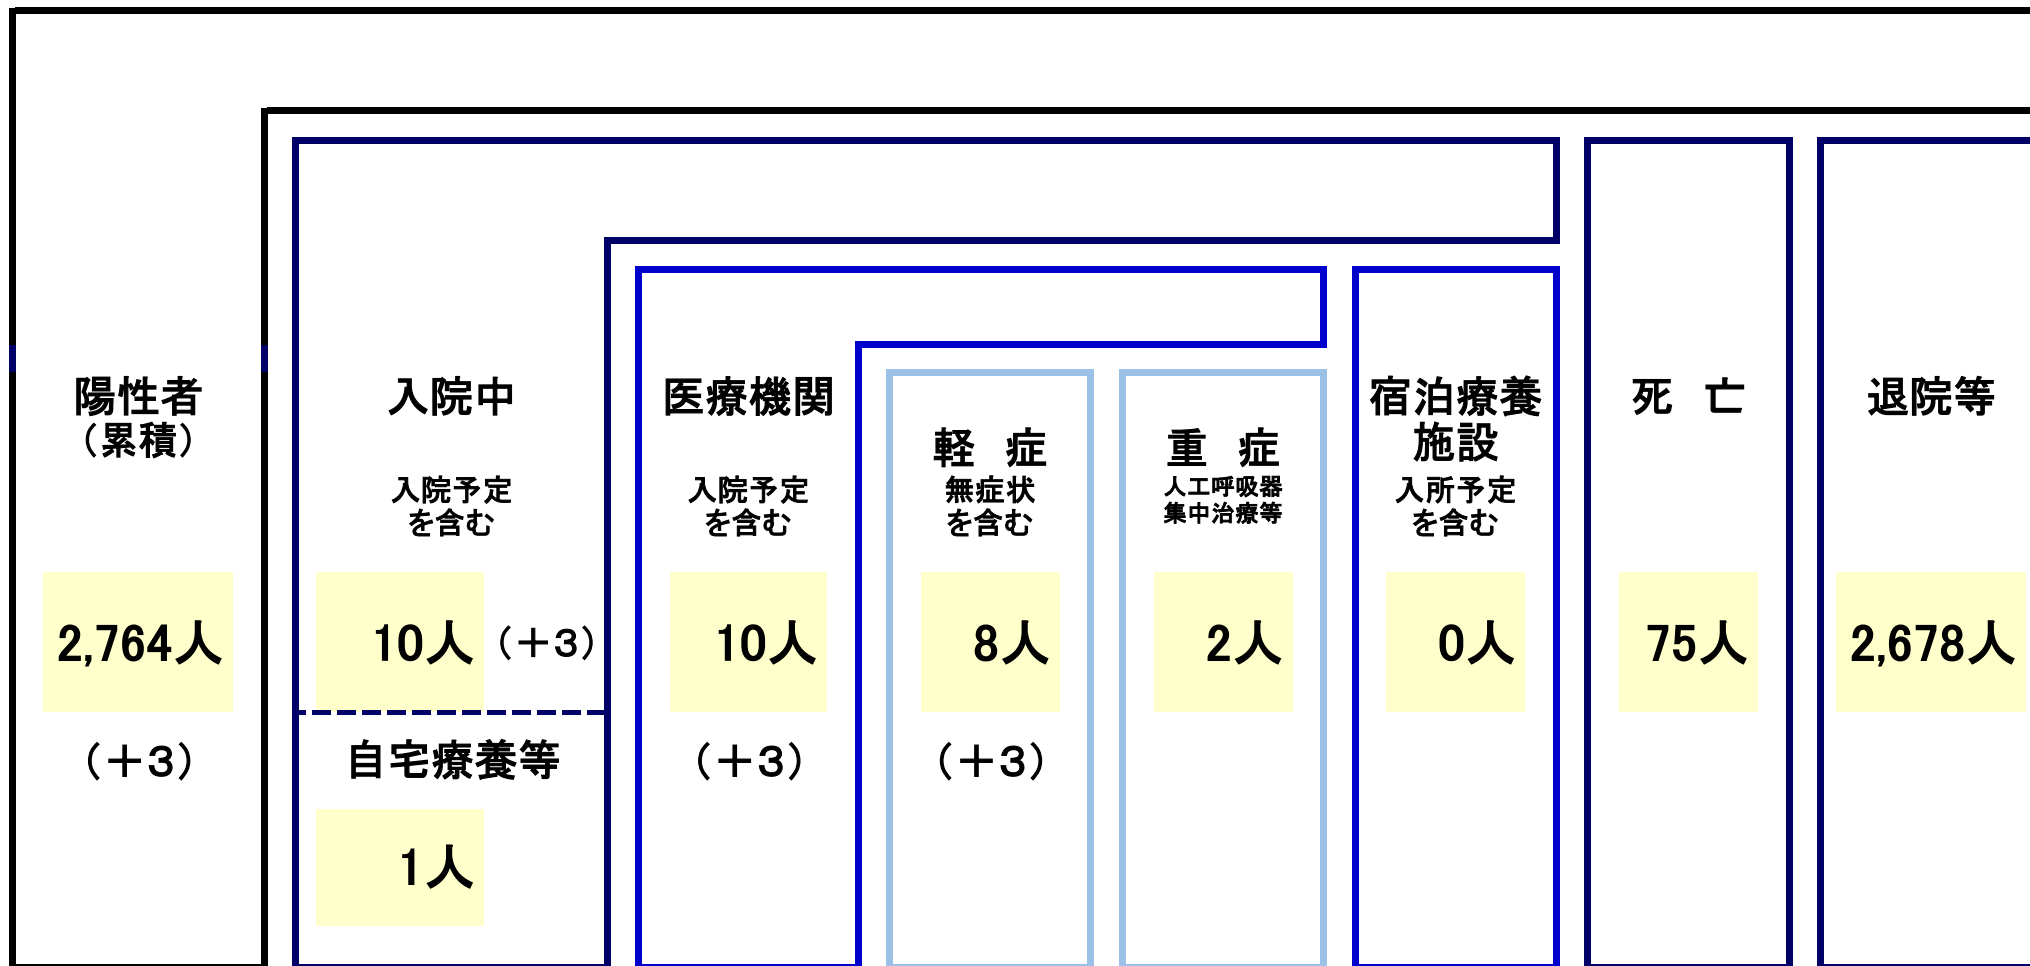 陽性者
（累積）
2,764人
（＋3）
入院中
入院予定
を含む
10人（＋3）
自宅療養等
1人
医療機関
入院予定
を含む
10人
（＋3）
軽　症
無症状
を含む
8人
（＋3）
重　症
人工呼吸器
集中治療等
2人
宿泊療養
施設
入所予定
を含む
0人
死　亡
75人
退院等
2,678人